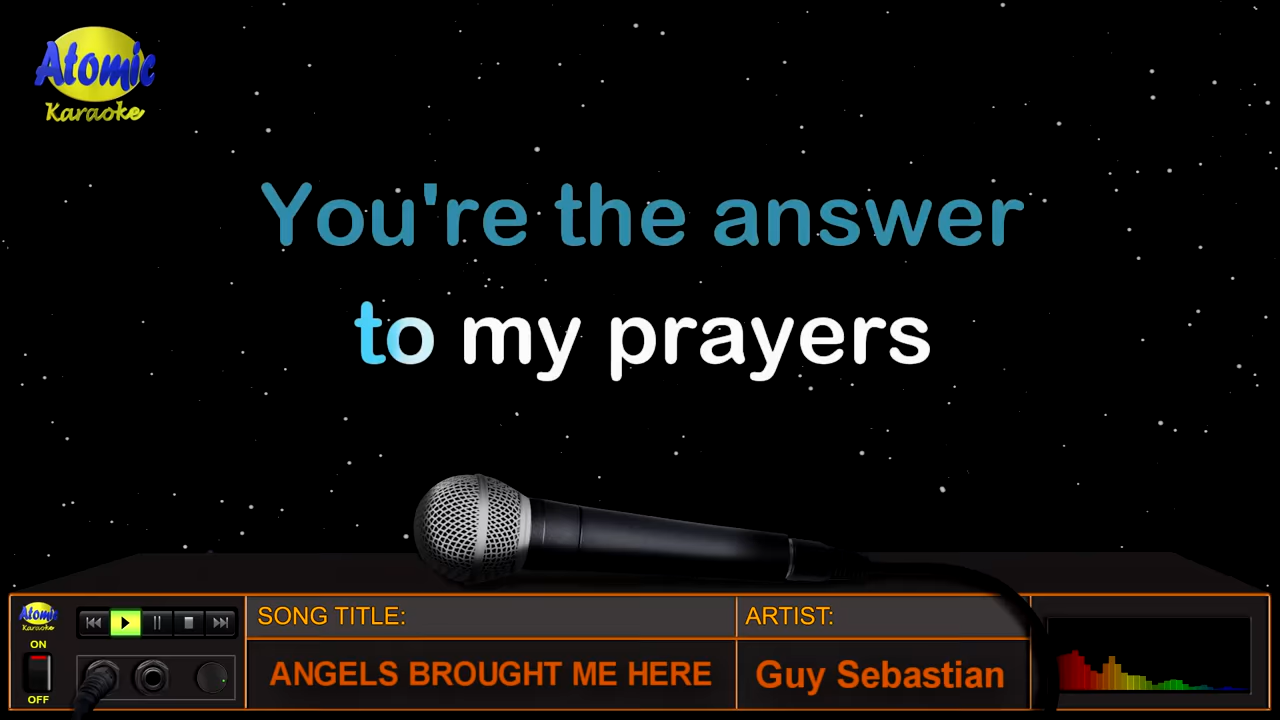 Atomic
Karaoke
You're the answer
to my prayers
Atomic
Karaoke
ON
OFF
SONG TITLE:
ANGELS BROUGHT ME HERE
ARTIST:
Guy Sebastian